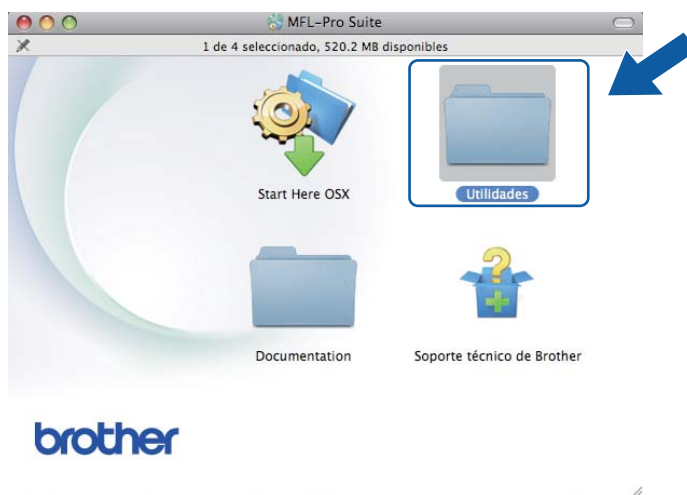 MFL-Pro Suite
1 de 4 seleccionado, 520.2 MB disponibles
Start Here OSX
Utilidades
Documentation
Soporte técnico de Brother
brother